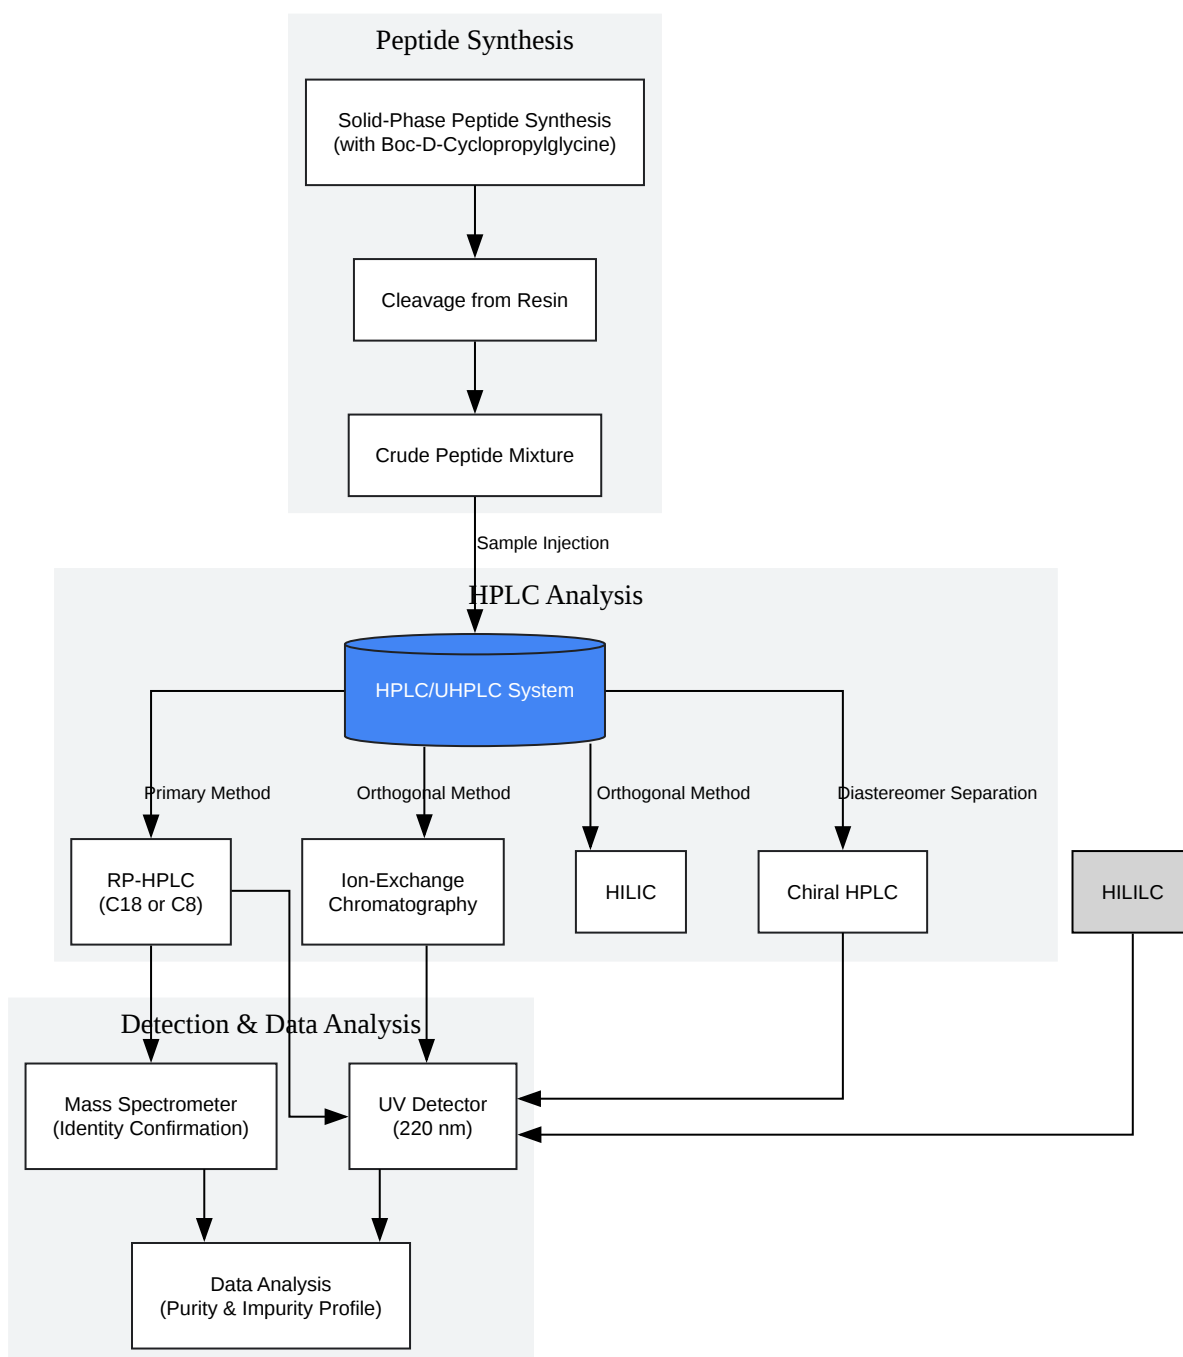 Peptide Synthesis
Solid-Phase Peptide Synthesis
(with Boc-D-Cyclopropylglycine)
Cleavage from Resin
Crude Peptide Mixture
Sample Injection
HPLC Analysis
HPLC/UHPLC System
Primary Method
Orthogonal Method
Orthogonal Method
Diastereomer Separation
RP-HPLC
(C18 or C8)
Ion-Exchange
Chromatography
HILIC
Chiral HPLC
HILILC
Detection & Data Analysis
Mass Spectrometer
(Identity Confirmation)
UV Detector
(220 nm)
Data Analysis
(Purity & Impurity Profile)